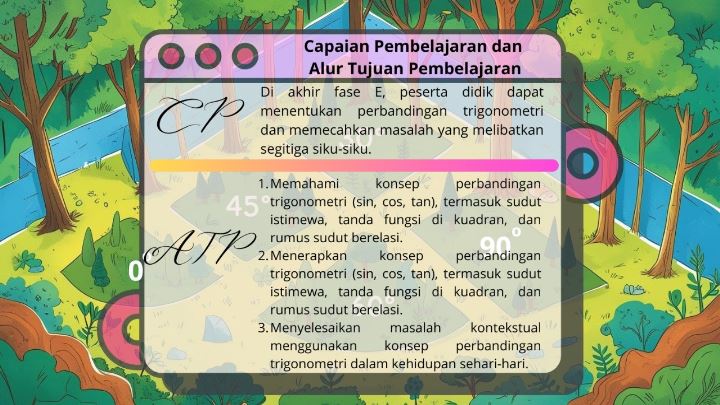 Capaian Pembelajaran dan
Alur Tujuan Pembelajaran
CP
Di akhir fase E, peserta didik dapat
menentukan perbandingan trigonometri
dan memecahkan masalah yang melibatkan
segitiga siku-siku.
30°
ATP
1. Memahami konsep perbandingan
trigonometri (sin, cos, tan), termasuk sudut
istimewa, tanda fungsi di kuadran, dan
rumus sudut berelasi.
2. Menerapkan konsep perbandingan
trigonometri (sin, cos, tan), termasuk sudut
istimewa, tanda fungsi di kuadran, dan
rumus sudut berelasi.
3. Menyelesaikan masalah kontekstual
menggunakan konsep perbandingan
trigonometri dalam kehidupan sehari-hari.
45°
90°
0
60°